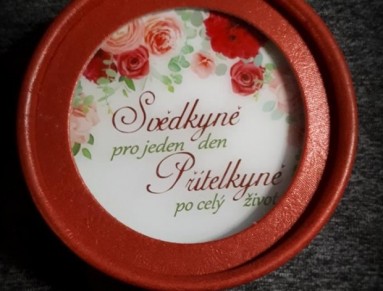 Svědkyně
pro jeden den
Přítelkyně
po celý život